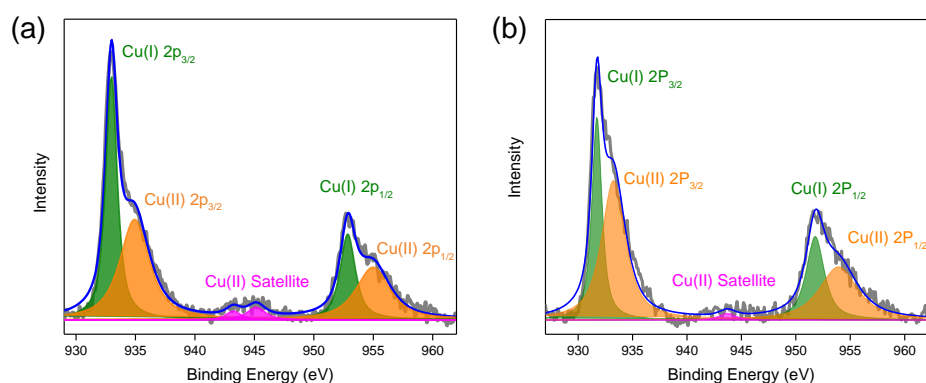 (a)
Cu(I) 2p3/2
Cu(II) 2p3/2
Cu(I) 2p1/2
Cu(II) 2p1/2
Cu(II) Satellite
Intensity
930 935 940 945 950 955 960
Binding Energy (eV)
(b)
Cu(I) 2P3/2
Cu(II) 2P3/2
Cu(I) 2P1/2
Cu(II) 2P1/2
Cu(II) Satellite
Intensity
930 935 940 945 950 955 960
Binding Energy (eV)